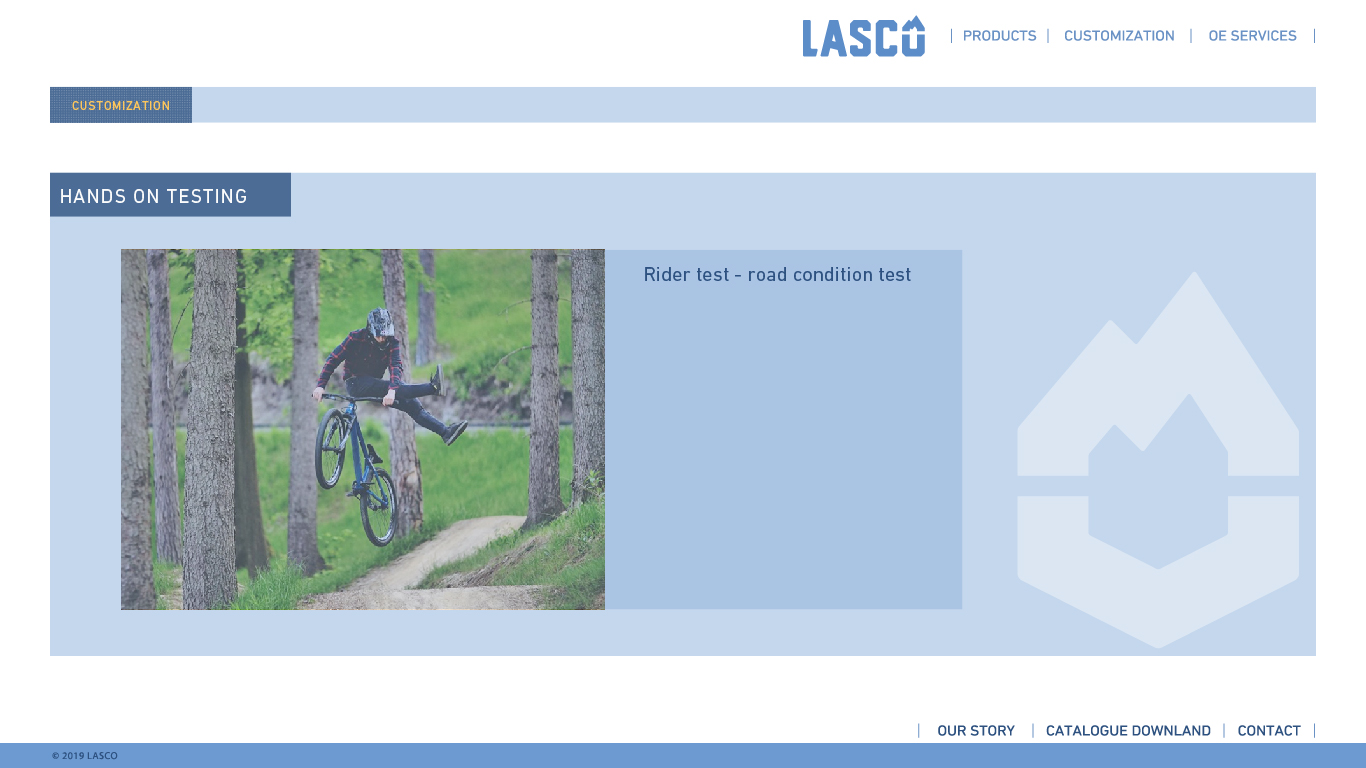 LASCO
PRODUCTS
CUSTOMIZATION
OE SERVICES
CUSTOMIZATION
HANDS ON TESTING
Rider test - road condition test
OUR STORY
CATALOGUE DOWNLAND
CONTACT
© 2019 LASCO